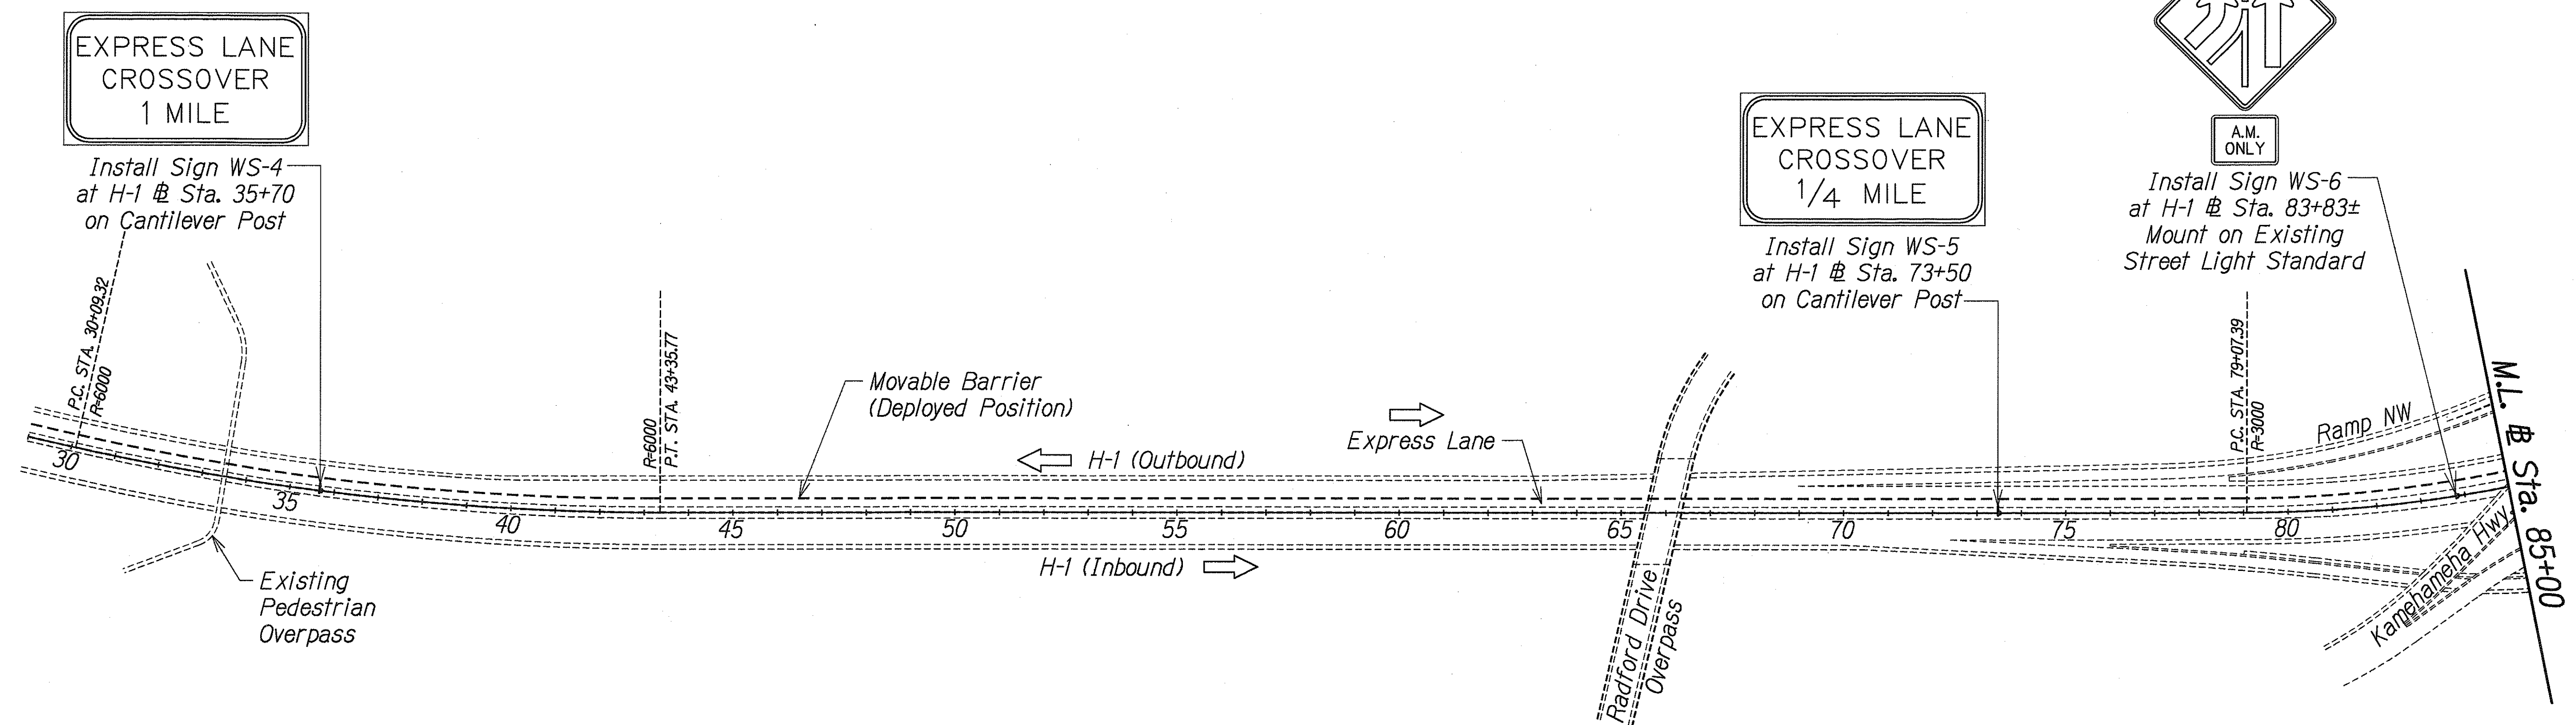 EXPRESS LANE
CROSSOVER
1 MILE
Install Sign WS-4
at H-1 ⅊ Sta. 35+70
on Cantilever Post
EXPRESS LANE
CROSSOVER
1/4 MILE
Install Sign WS-5
at H-1 ⅊ Sta. 73+50
on Cantilever Post
A.M.
ONLY
Install Sign WS-6
at H-1 ⅊ Sta. 83+83±
Mount on Existing
Street Light Standard
P.C. STA. 30+09.32
R=6000
R=6000
P.T. STA. 43+35.77
Movable Barrier
(Deployed Position)
H-1 (Outbound)
Express Lane
P.C. STA. 79+07.39
R=3000
Ramp NW
M.L. ⅊ Sta. 85+00
30
35
40
45
50
55
60
65
70
75
80
H-1 (Inbound)
Existing
Pedestrian
Overpass
Radford Drive
Overpass
Kamehameha Hwy.